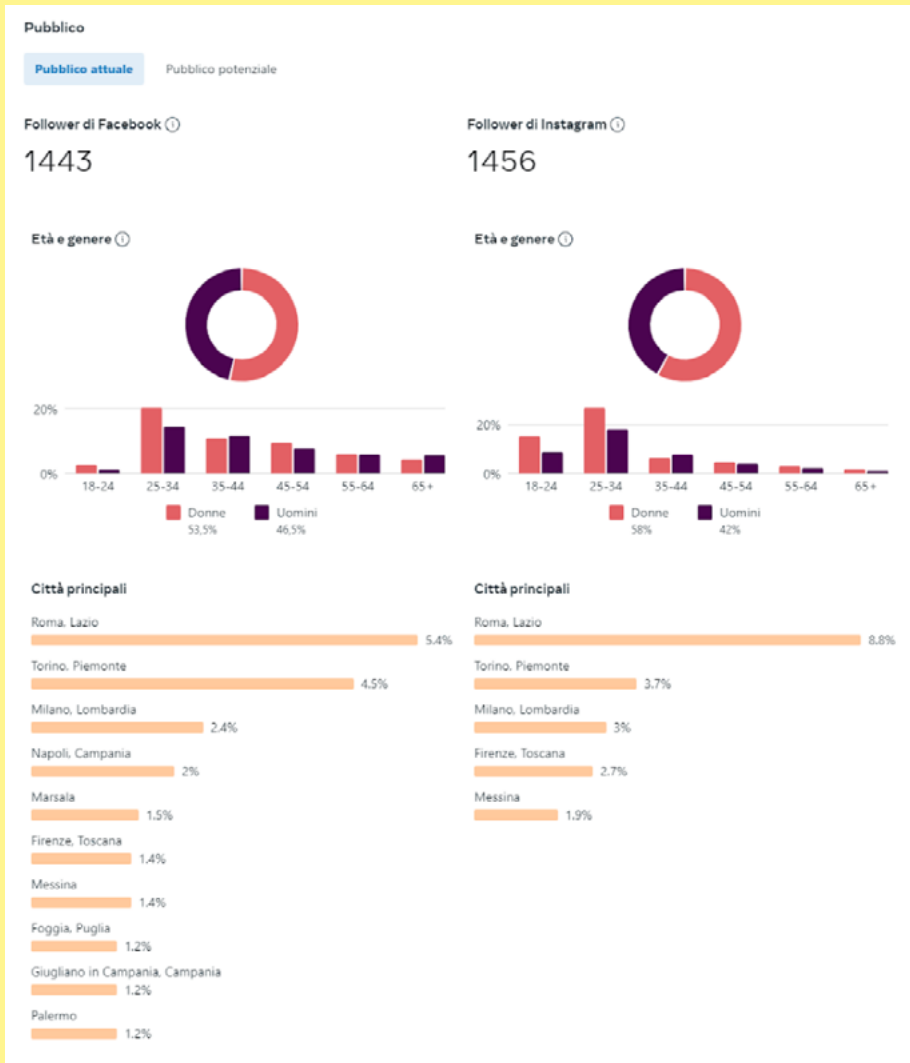 Pubblico
Pubblico attuale Pubblico potenziale
Follower di Facebook
1443
Età e genere
20%
0%
18-24 25-34 35-44 45-54 55-64 65+
Donne Uomini
53,5% 46,5%
Città principali
Roma, Lazio
5.4%
Torino, Piemonte
4.5%
Milano, Lombardia
2.4%
Napoli, Campania
2%
Marsala
1.5%
Firenze, Toscana
1.4%
Messina
1.4%
Foggia, Puglia
1.2%
Giugliano in Campania, Campania
1.2%
Palermo
1.2%
Follower di Instagram
1456
Età e genere
20%
0%
18-24 25-34 35-44 45-54 55-64 65+
Donne Uomini
58% 42%
Città principali
Roma, Lazio
8.8%
Torino, Piemonte
3.7%
Milano, Lombardia
3%
Firenze, Toscana
2.7%
Messina
1.9%